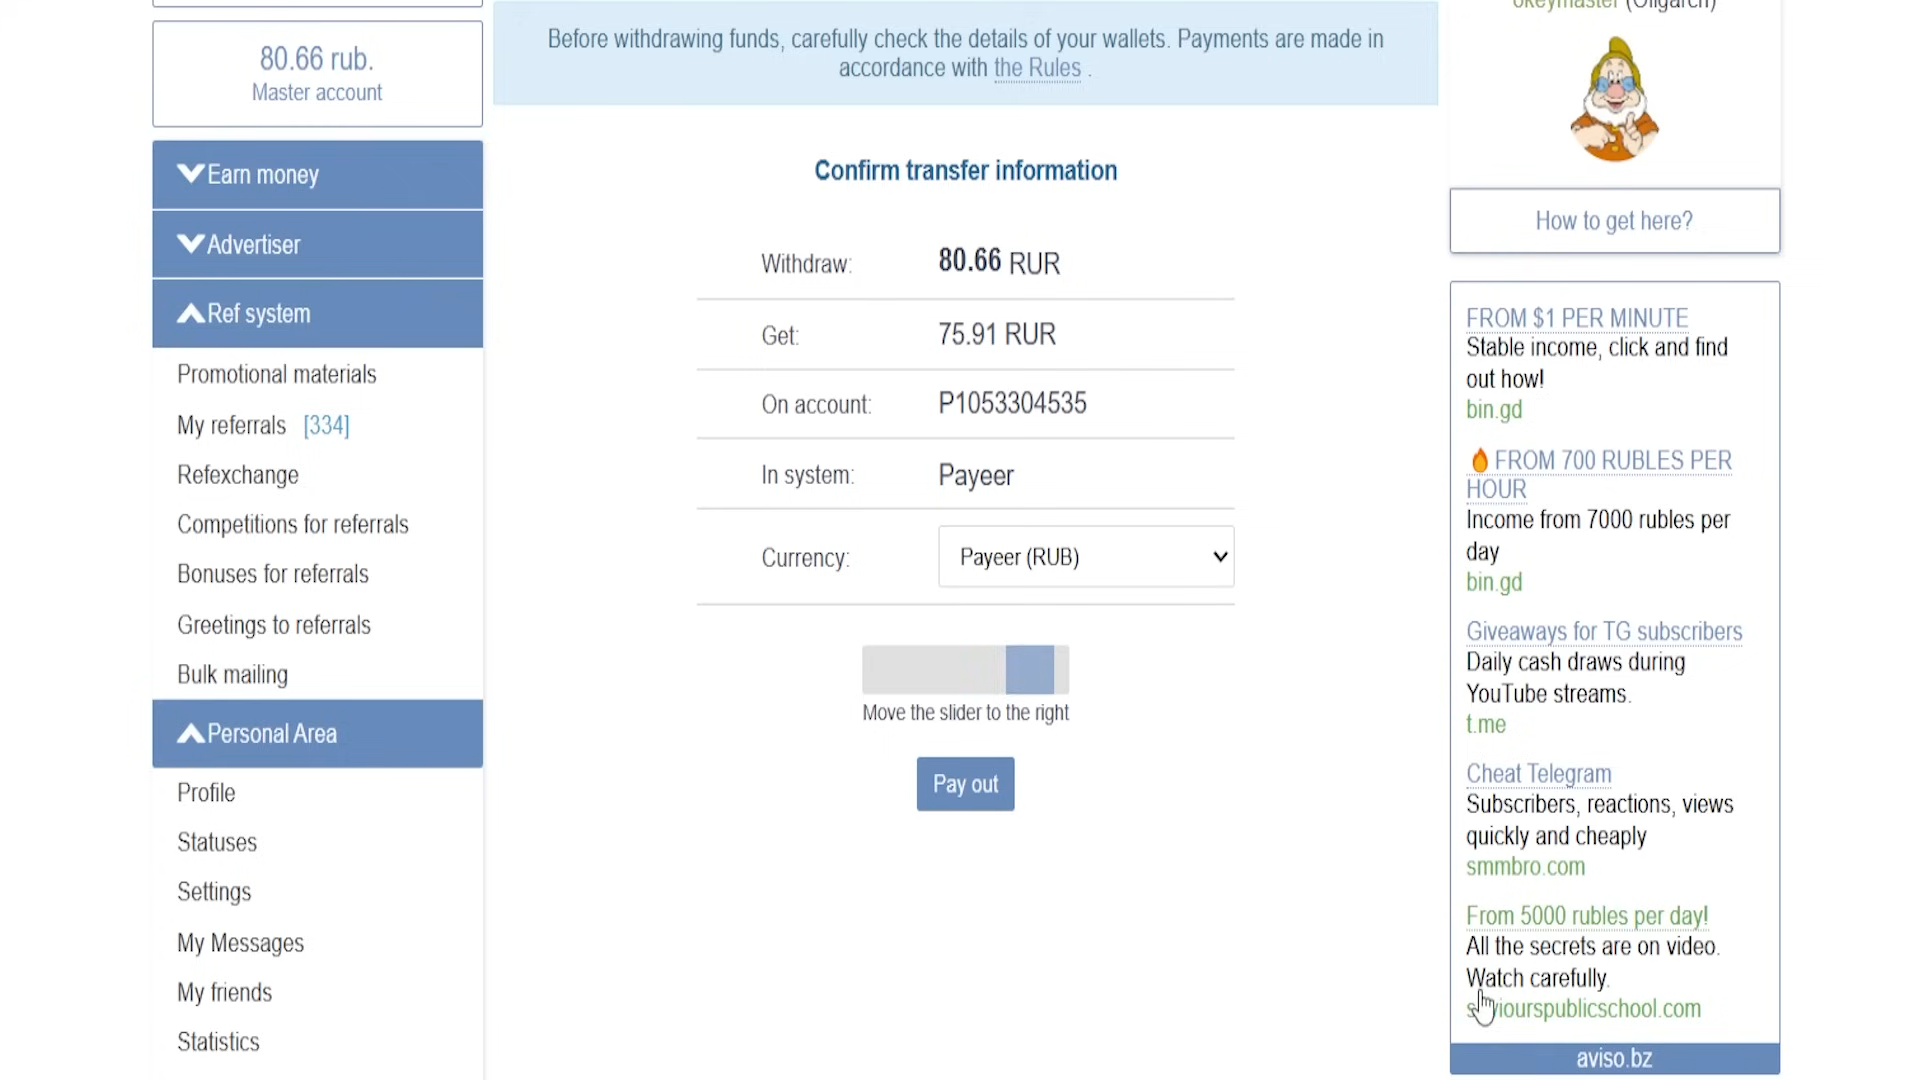 80.66 rub.
Master account
Earn money
Advertiser
Ref system
Promotional materials
My referrals [334]
Refexchange
Competitions for referrals
Bonuses for referrals
Greetings to referrals
Bulk mailing
Personal Area
Profile
Statuses
Settings
My Messages
My friends
Statistics
Before withdrawing funds, carefully check the details of your wallets. Payments are made in
accordance with the Rules .
Confirm transfer information
Withdraw: 80.66 RUR
Get: 75.91 RUR
On account: P1053304535
In system: Payeer
Currency: Payeer (RUB)
Move the slider to the right
Pay out
okeymaster (Oligarch)
How to get here?
FROM $1 PER MINUTE
Stable income, click and find
out how!
bin.gd
FROM 700 RUBLES PER
HOUR
Income from 7000 rubles per
day
bin.gd
Giveaways for TG subscribers
Daily cash draws during
YouTube streams.
t.me
Cheat Telegram
Subscribers, reactions, views
quickly and cheaply
smmbro.com
From 5000 rubles per day!
All the secrets are on video.
Watch carefully.
aviso.bz